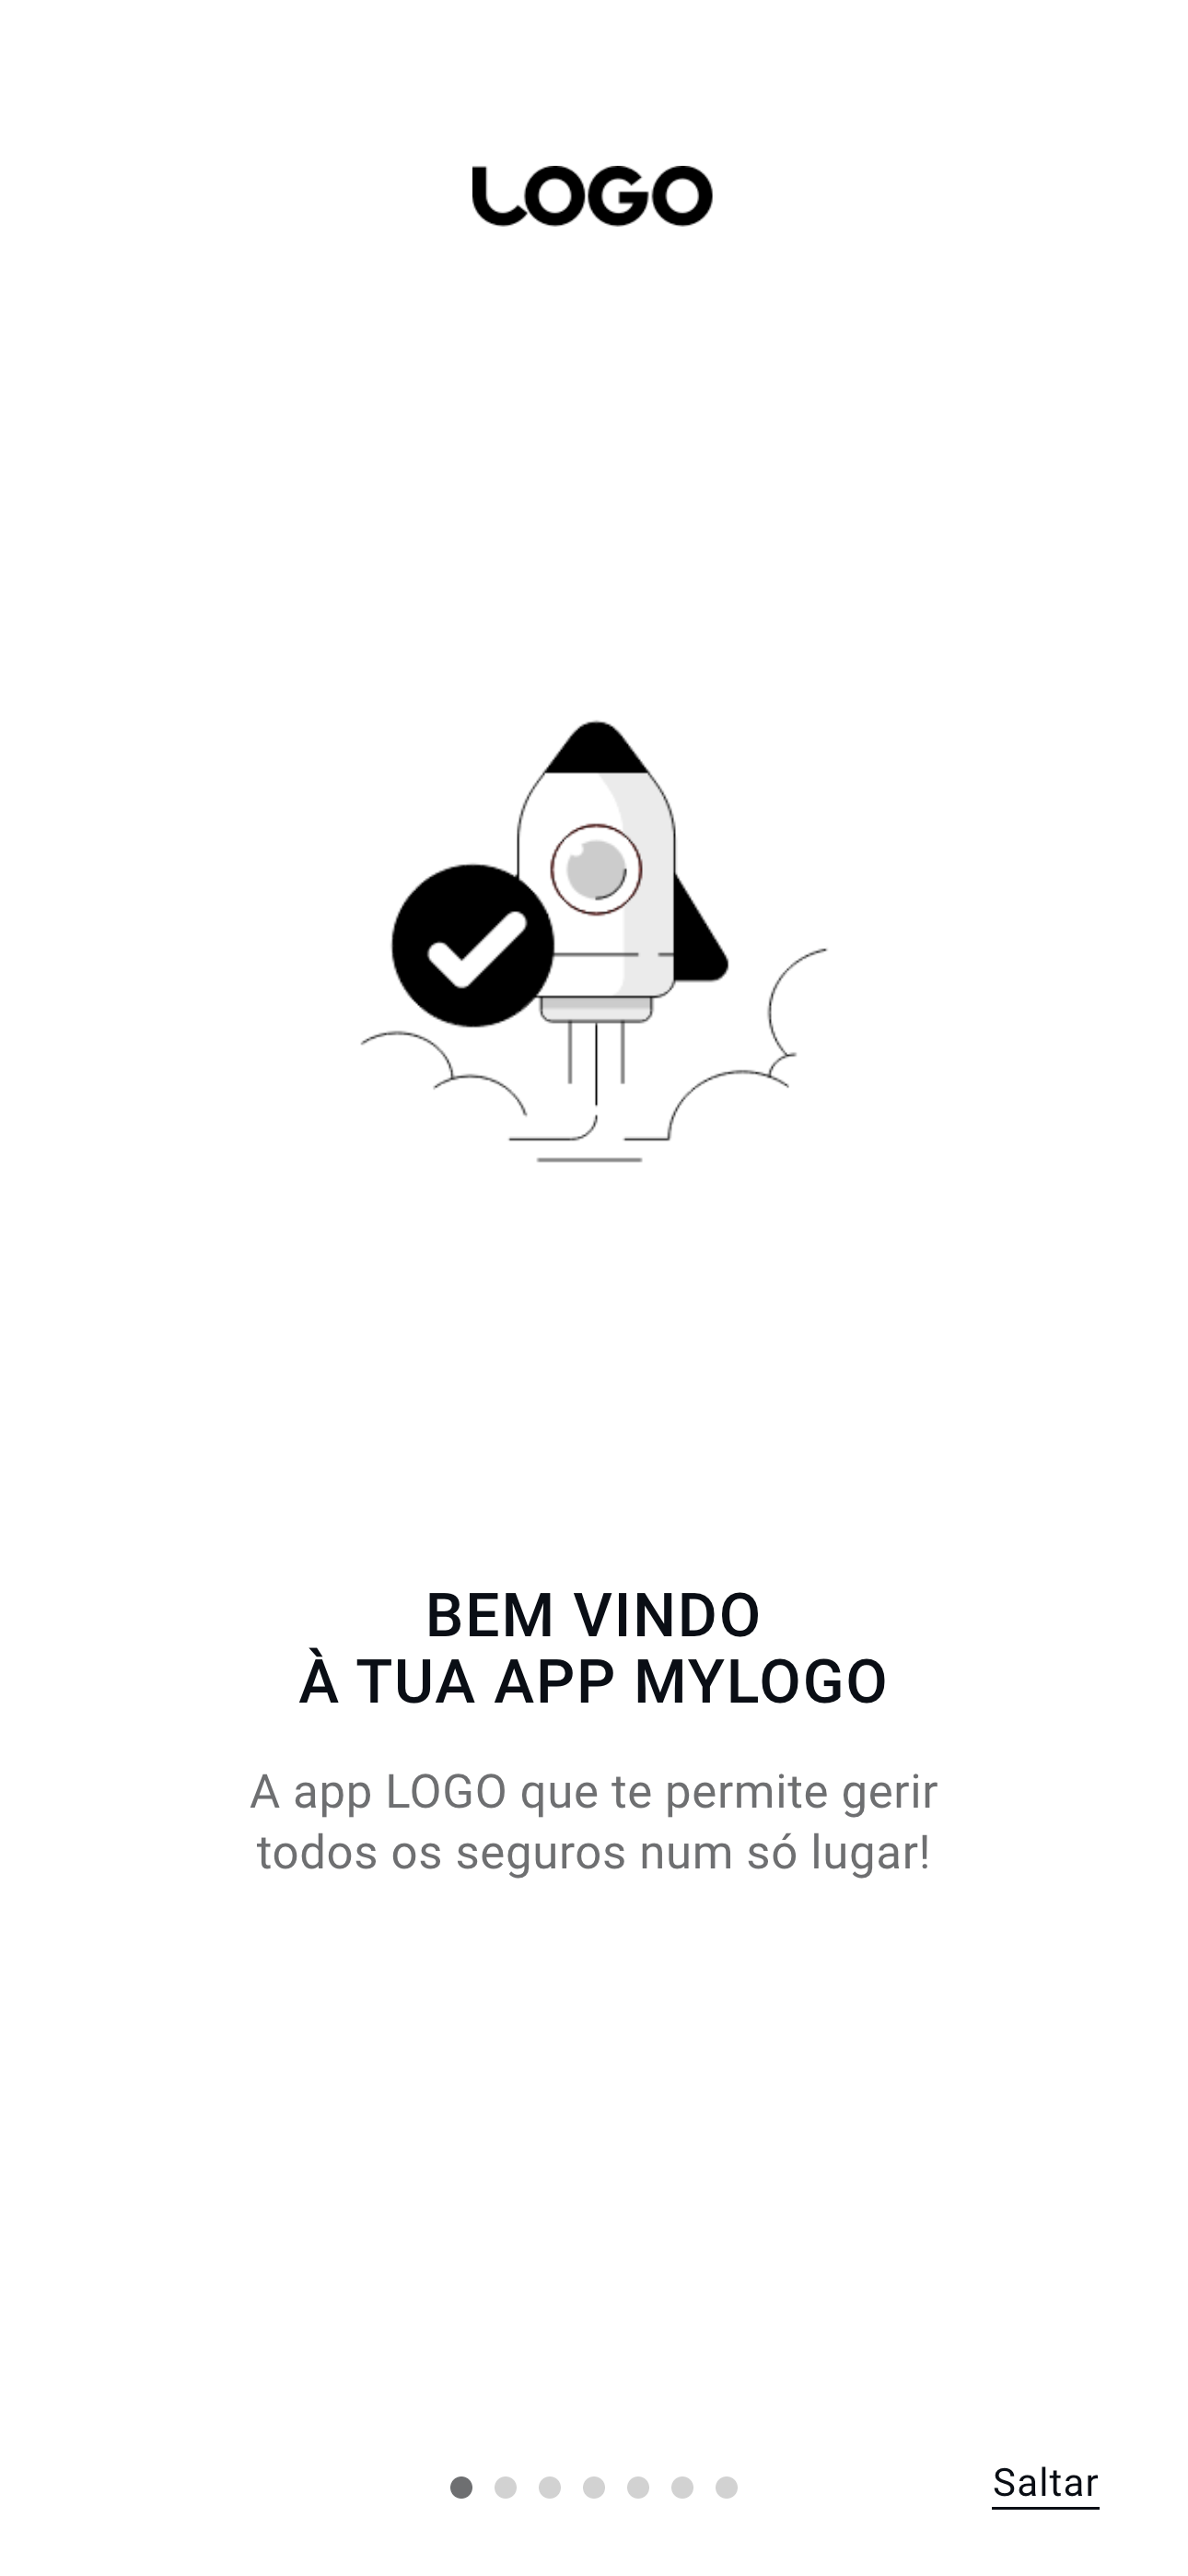 LOGO
BEM VINDO
À TUA APP MYLOGO
A app LOGO que te permite gerir
todos os seguros num só lugar!
Saltar